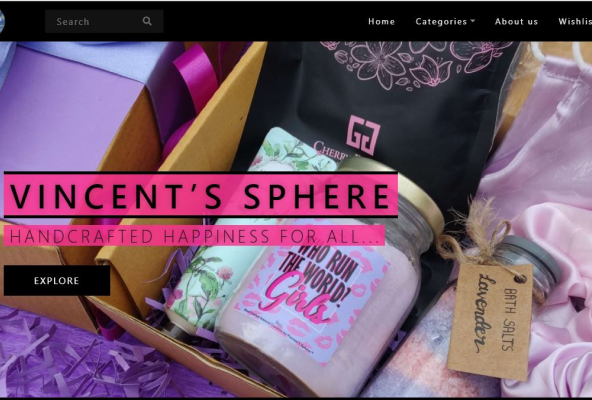 Search
Home Categories About us Wishlis
CHERR
VINCENT'S SPHERE
HANDCRAFTED HAPPINESS FOR ALL...
EXPLORE
WHO RUN
THE WORLD?
Girls
BATH SALTS
Lavender